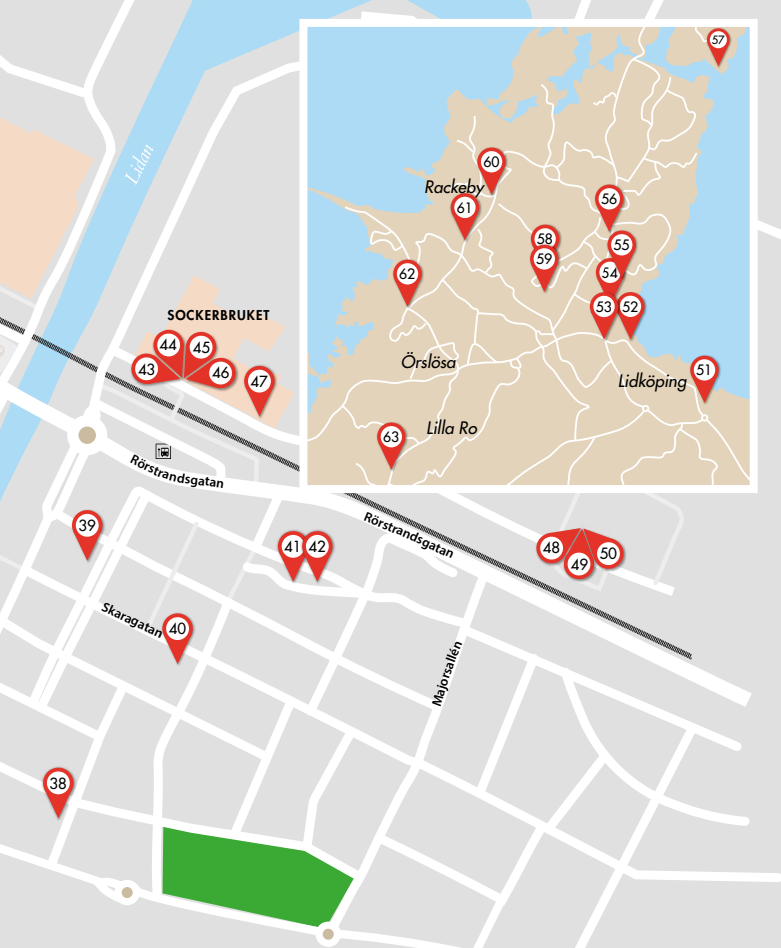 57
60
Rackeby
61
56
58
55
59
54
62
53
52
Örslösa
51
Lidköping
Lilla Ro
63
Lidan
SOCKERBRUKET
44
45
43
46
47
Rörstrandsgatan
39
41
42
Rörstrandsgatan
48
49
50
Skaragatan
40
Majorsallén
38